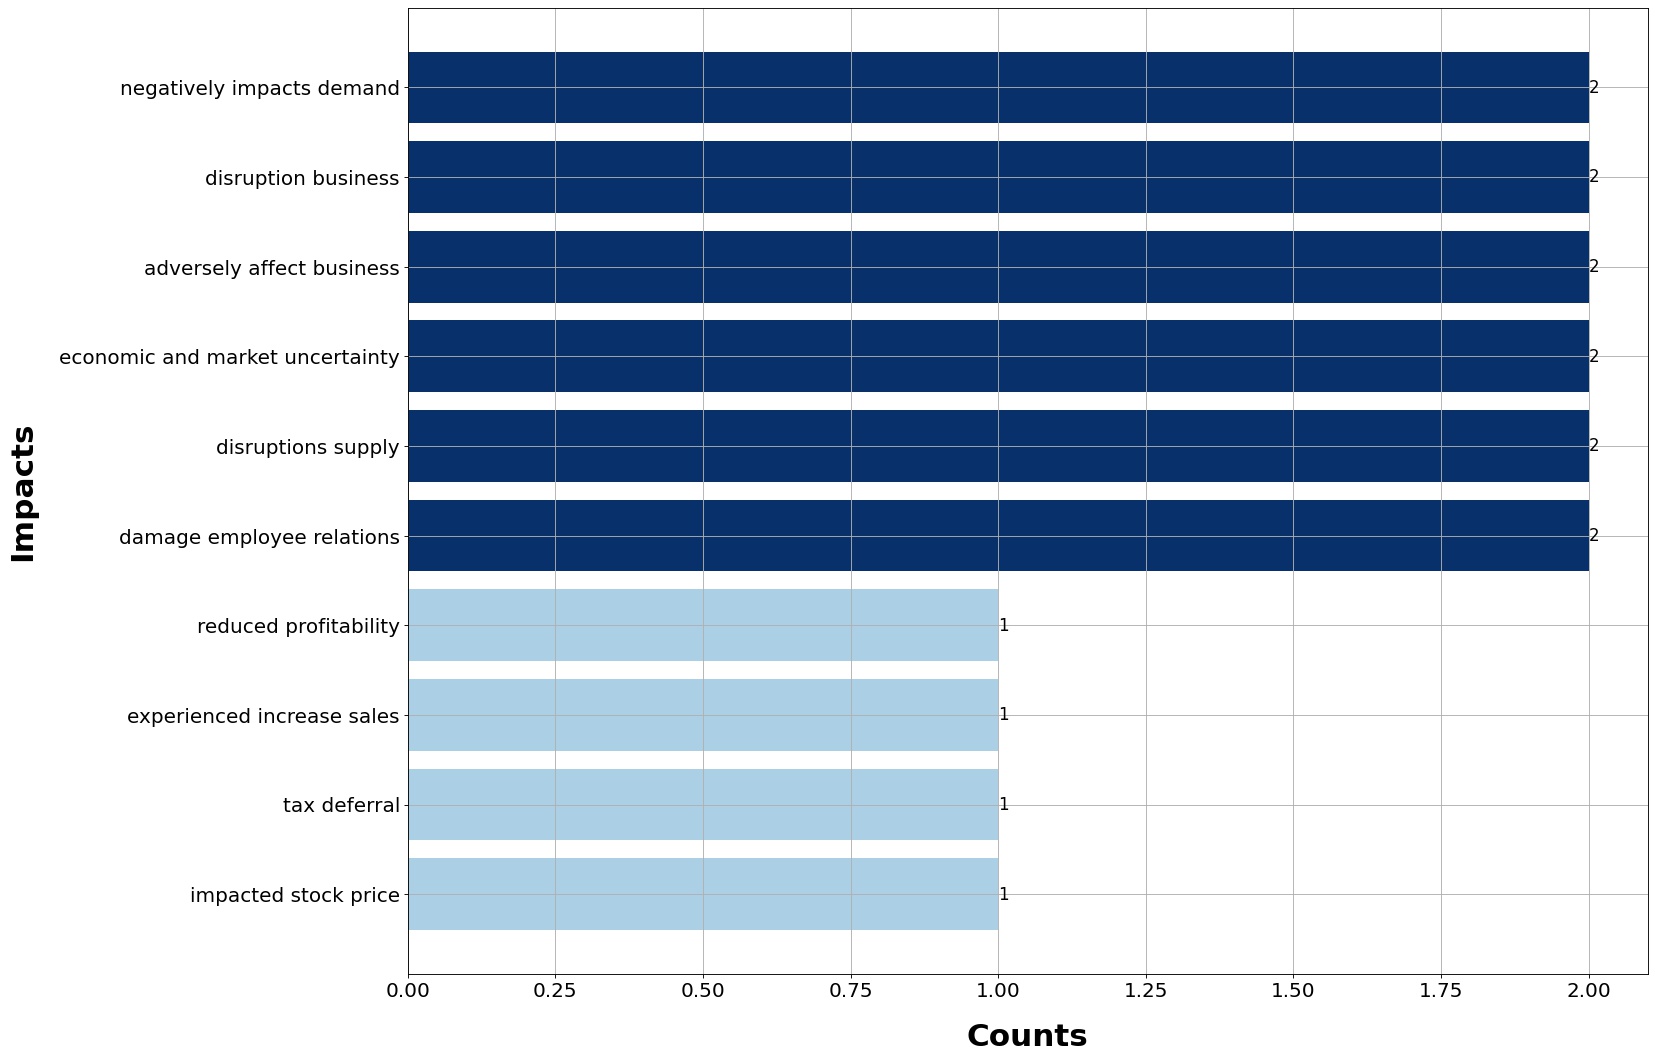 negatively impacts demand 2
disruption business 2
adversely affect business 2
economic and market uncertainty 2
disruptions supply 2
damage employee relations 2
reduced profitability 1
experienced increase sales 1
tax deferral 1
impacted stock price 1
Impacts
0.00 0.25 0.50 0.75 1.00 1.25 1.50 1.75 2.00
Counts